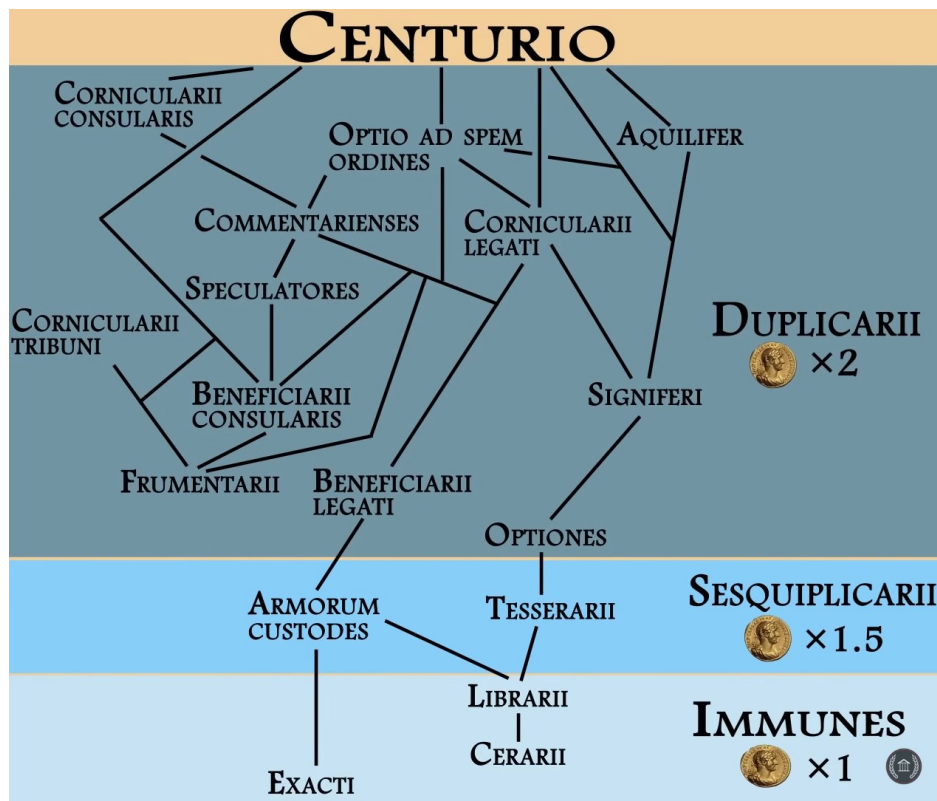 CENTURIO
CORNICULARII
CONSULARIS
OPTIO AD SPEM
ORDINES
AQUILIFER
COMMENTARIENSES
CORNICULARII
LEGATI
SPECULATORES
CORNICULARII
TRIBUNI
DUPLICARII
×2
BENEFICIARII
CONSULARIS
SIGNIFERI
FRUMENTARII
BENEFICIARII
LEGATI
OPTIONES
ARMORUM
CUSTODES
TESSERARII
SESQUIPLICARII
×1.5
LIBRARII
CERARII
IMMUNES
×1
EXACTI